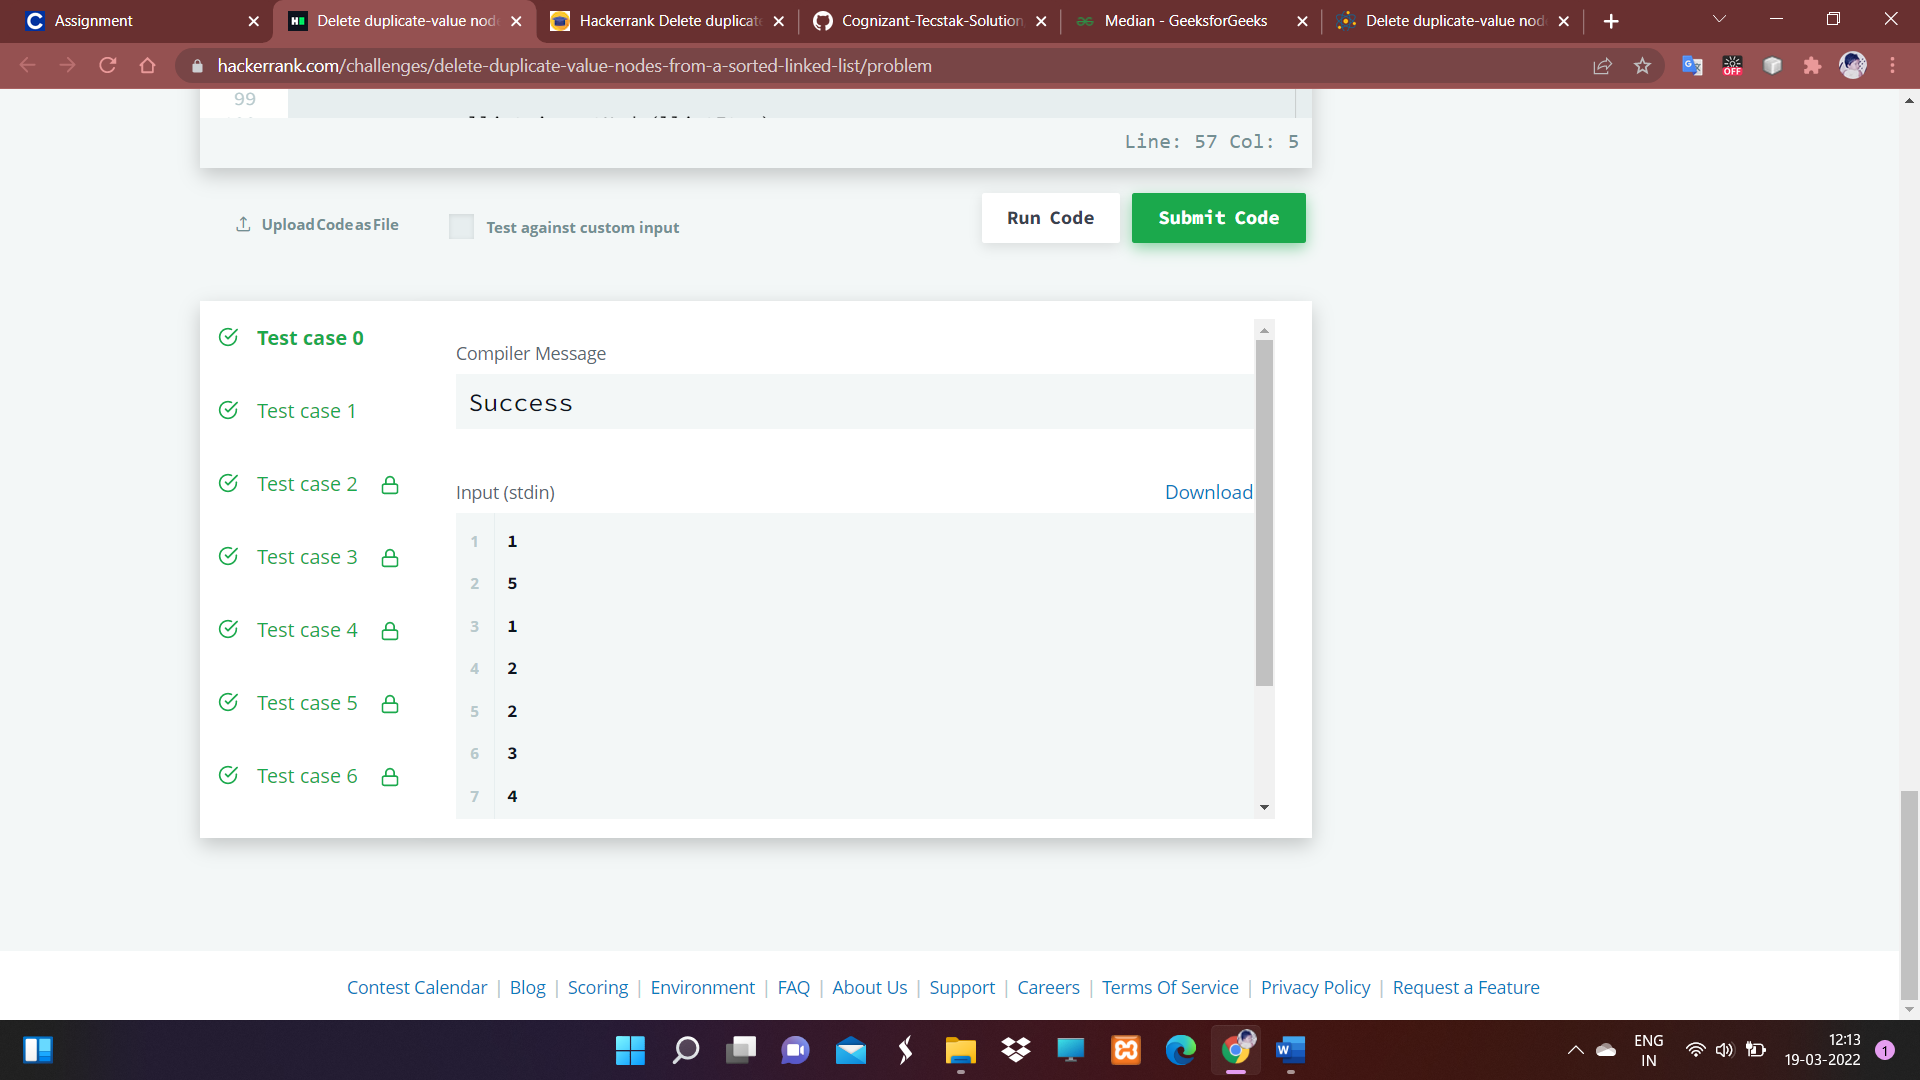 Assignment
Delete duplicate-value nod
Hackerrank Delete duplicat
Cognizant-Tecstak-Solution
Median - GeeksforGeeks
Delete duplicate-value nod
hackerrank.com/challenges/delete-duplicate-value-nodes-from-a-sorted-linked-list/problem
OFF
99
Line: 57 Col: 5
Upload Code as File
Test against custom input
Run Code
Submit Code
Test case 0
Test case 1
Test case 2
Test case 3
Test case 4
Test case 5
Test case 6
Compiler Message
Success
Input (stdin)
Download
1 1
2 5
3 1
4 2
5 2
6 3
7 4
Contest Calendar | Blog | Scoring | Environment | FAQ | About Us | Support | Careers | Terms Of Service | Privacy Policy | Request a Feature
ENG
IN
12:13
19-03-2022
1